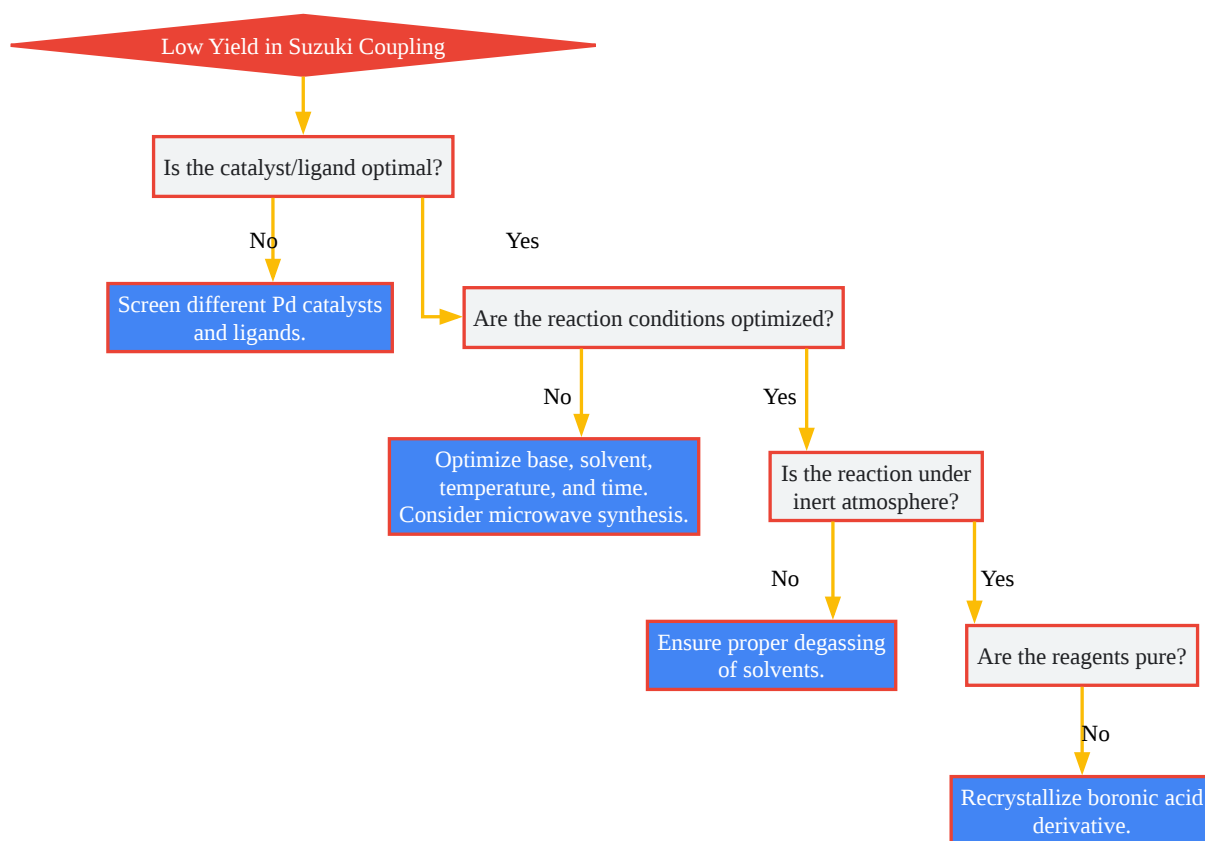 Low Yield in Suzuki Coupling
Is the catalyst/ligand optimal?
No
Yes
Screen different Pd catalysts
and ligands.
Are the reaction conditions optimized?
No
Yes
Optimize base, solvent,
temperature, and time.
Consider microwave synthesis.
Is the reaction under
inert atmosphere?
No
Yes
Ensure proper degassing
of solvents.
Are the reagents pure?
No
Recrystallize boronic acid
derivative.